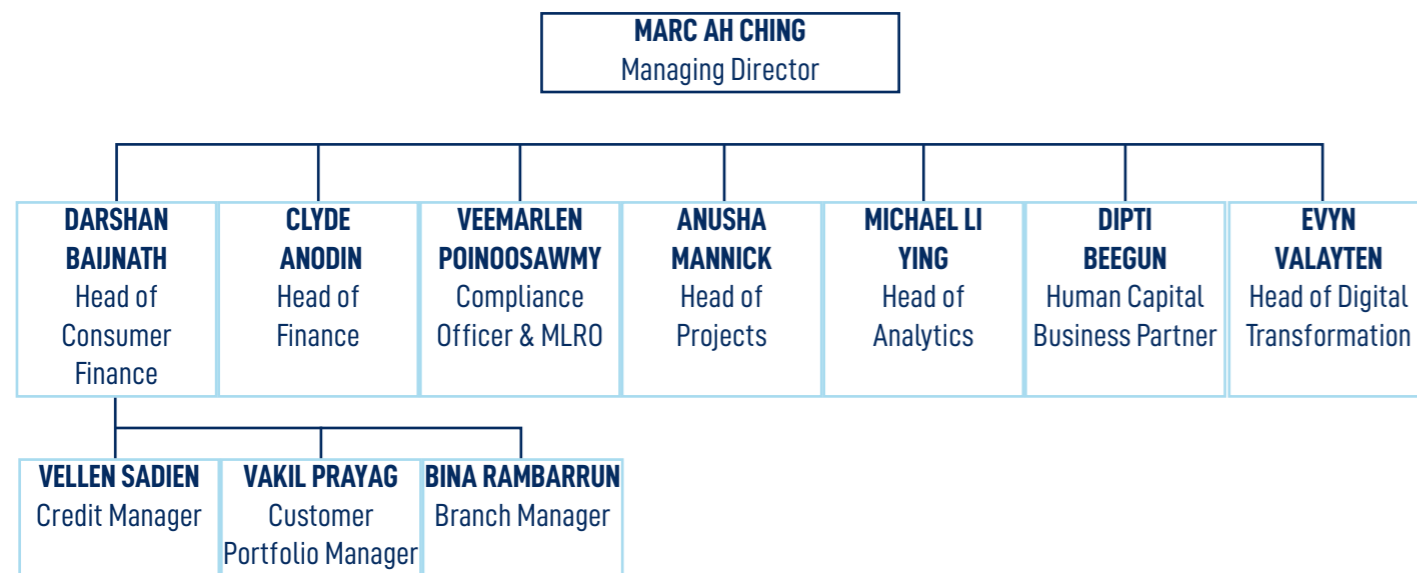 MARC AH CHING
Managing Director
DARSHAN
BAIJNATH
Head of
Consumer
Finance
CLYDE
ANODIN
Head of
Finance
VEEMARLEN
POINOOSAWMY
Compliance
Officer & MLRO
ANUSHA
MANNICK
Head of
Projects
MICHAEL LI
YING
Head of
Analytics
DIPTI
BEEGUN
Human Capital
Business Partner
EVYN
VALAYTEN
Head of Digital
Transformation
VELLEN SADIEN
Credit Manager
VAKIL PRAYAG
Customer
Portfolio Manager
BINA RAMBARRUN
Branch Manager